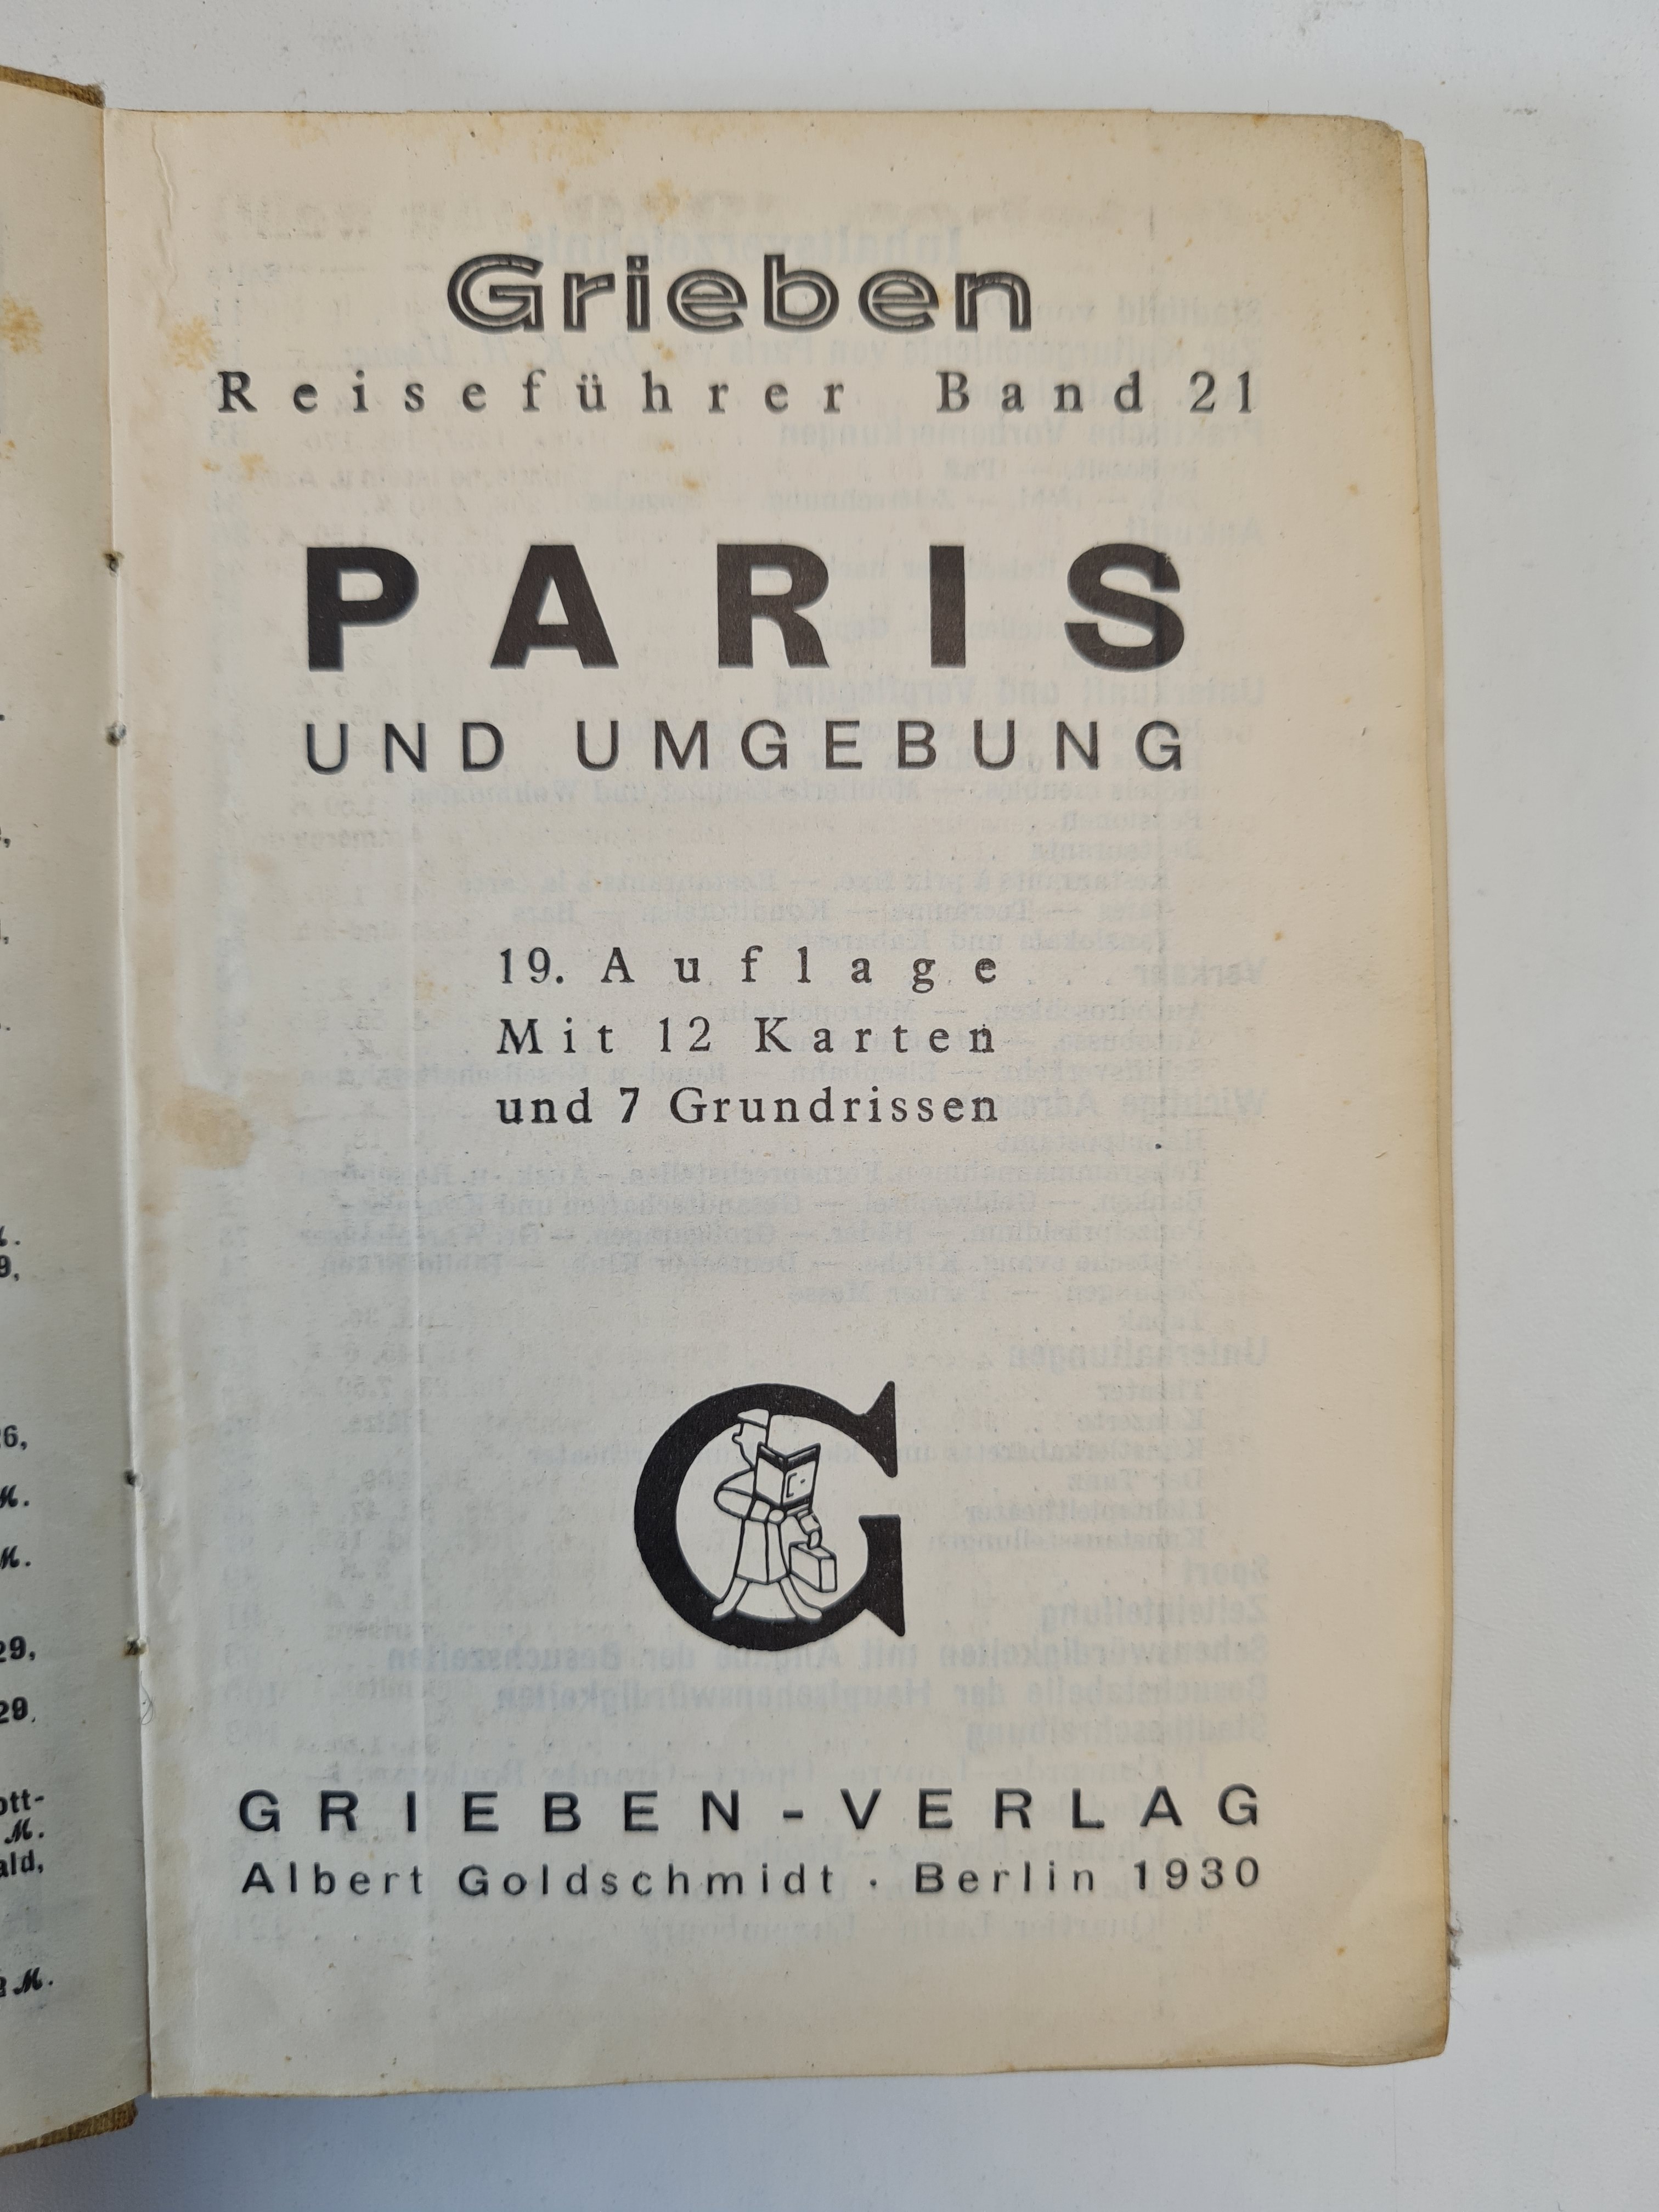 Grieben
Reiseführer Band 21
PARIS
UND UMGEBUNG
19. Auflage
Mit 12 Karten
und 7 Grundrissen
G
GRIEBEN-VERLAG
Albert Goldschmidt · Berlin 1930